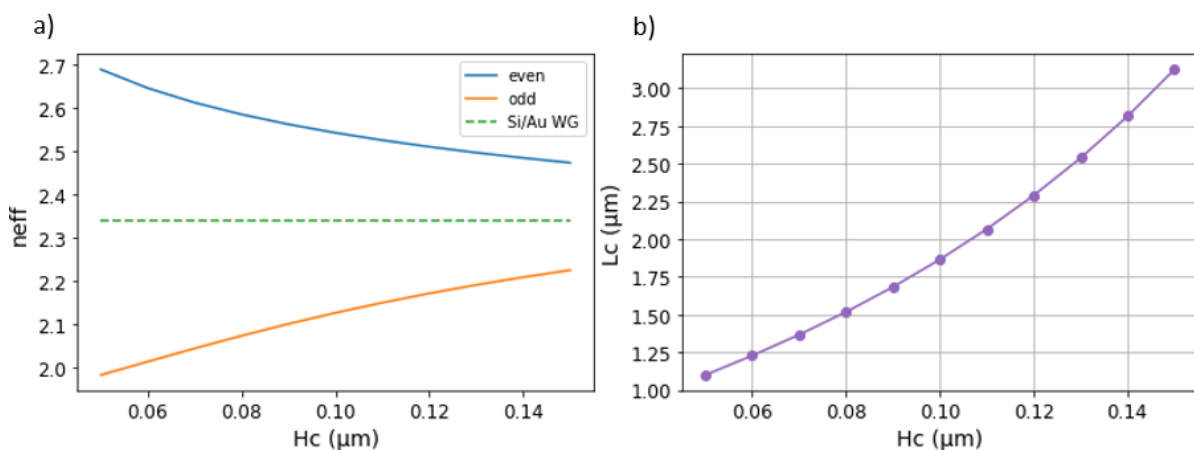 a)
2.7
2.6
2.5
2.4
2.3
2.2
2.1
2.0
neff
even
odd
Si/Au WG
0.06 0.08 0.10 0.12 0.14
Hc (μm)
b)
3.00
2.75
2.50
2.25
2.00
1.75
1.50
1.25
1.00
Lc (μm)
0.06 0.08 0.10 0.12 0.14
Hc (μm)